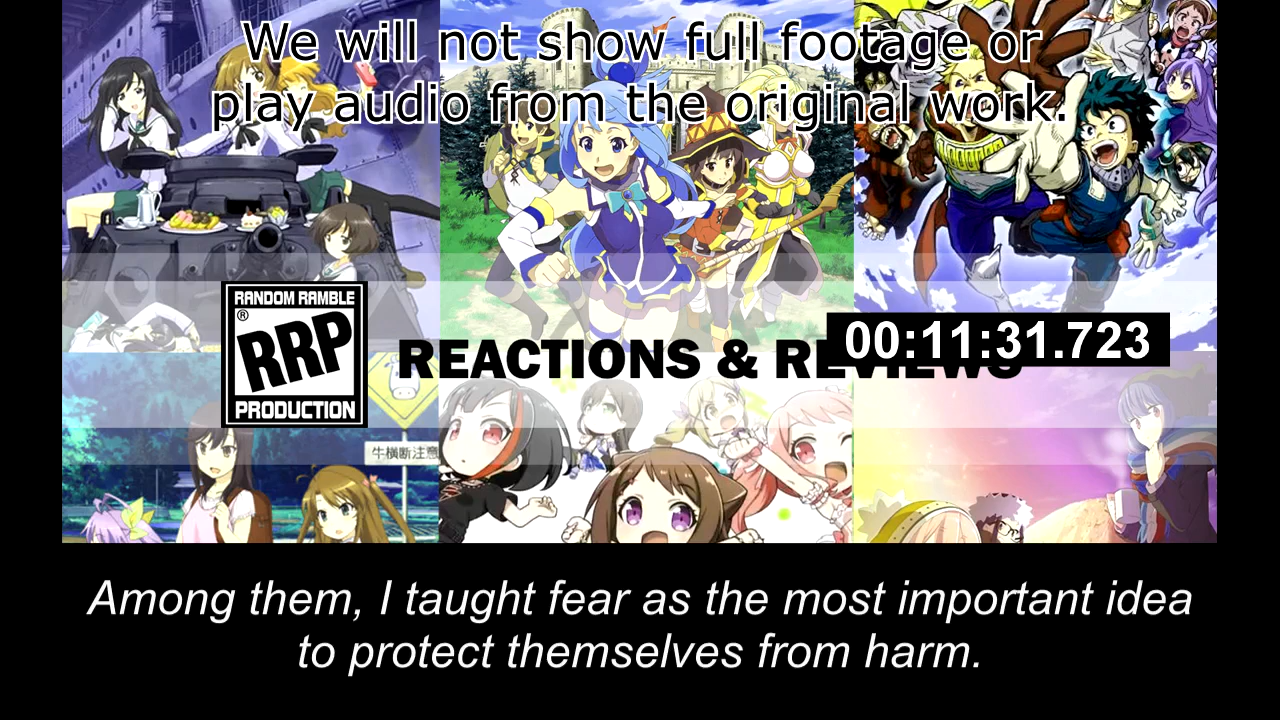 We will not show full footage or
play audio from the original work.
RANDOM RAMBLE
®
RRP
PRODUCTION
REACTIONS & REVIEWS
00:11:31.723
牛横断注意
Among them, I taught fear as the most important idea
to protect themselves from harm.